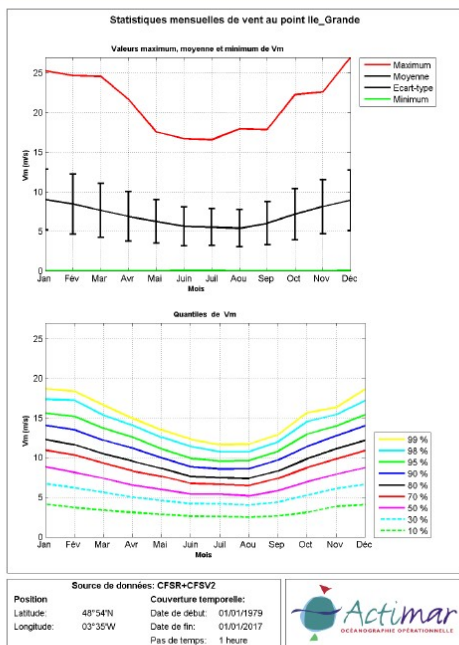 Statistiques mensuelles de vent au point Ile_Grande
Valeurs maximum, moyenne et minimum de Vm
Maximum
Moyenne
Ecart-type
Minimum
Vm (m/s)
25
20
15
10
5
0
Jan Fév Mar Avr Mai Juin Juil Aou Sep Oct Nov Déc
Mois
Quantiles de Vm
Vm (m/s)
25
20
15
10
5
0
Jan Fév Mar Avr Mai Juin Juil Aou Sep Oct Nov Déc
Mois
99 %
98 %
95 %
90 %
80 %
70 %
50 %
30 %
10 %
Source de données: CFSR+CFSV2
Position
Latitude: 48°54'N
Longitude: 03°35'W
Couverture temporelle:
Date de début: 01/01/1979
Date de fin: 01/01/2017
Pas de temps: 1 heure
Actimar
OCÉANOGRAPHIE OPÉRATIONNELLE